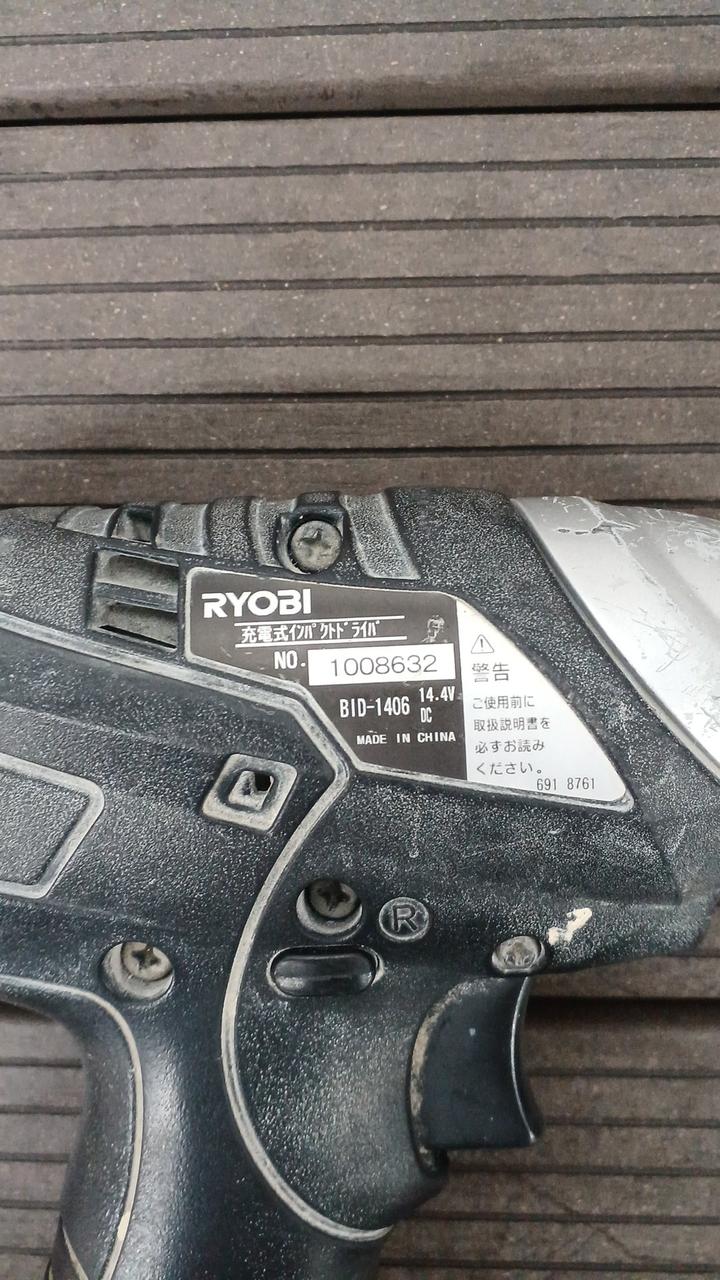 RYOBI
充電式インパクトドライバ
NO. 1008632
BID-1406 14.4V
DC
MADE IN CHINA
警告
ご使用前に
取扱説明書を
必ずお読み
ください。
691 8761
R